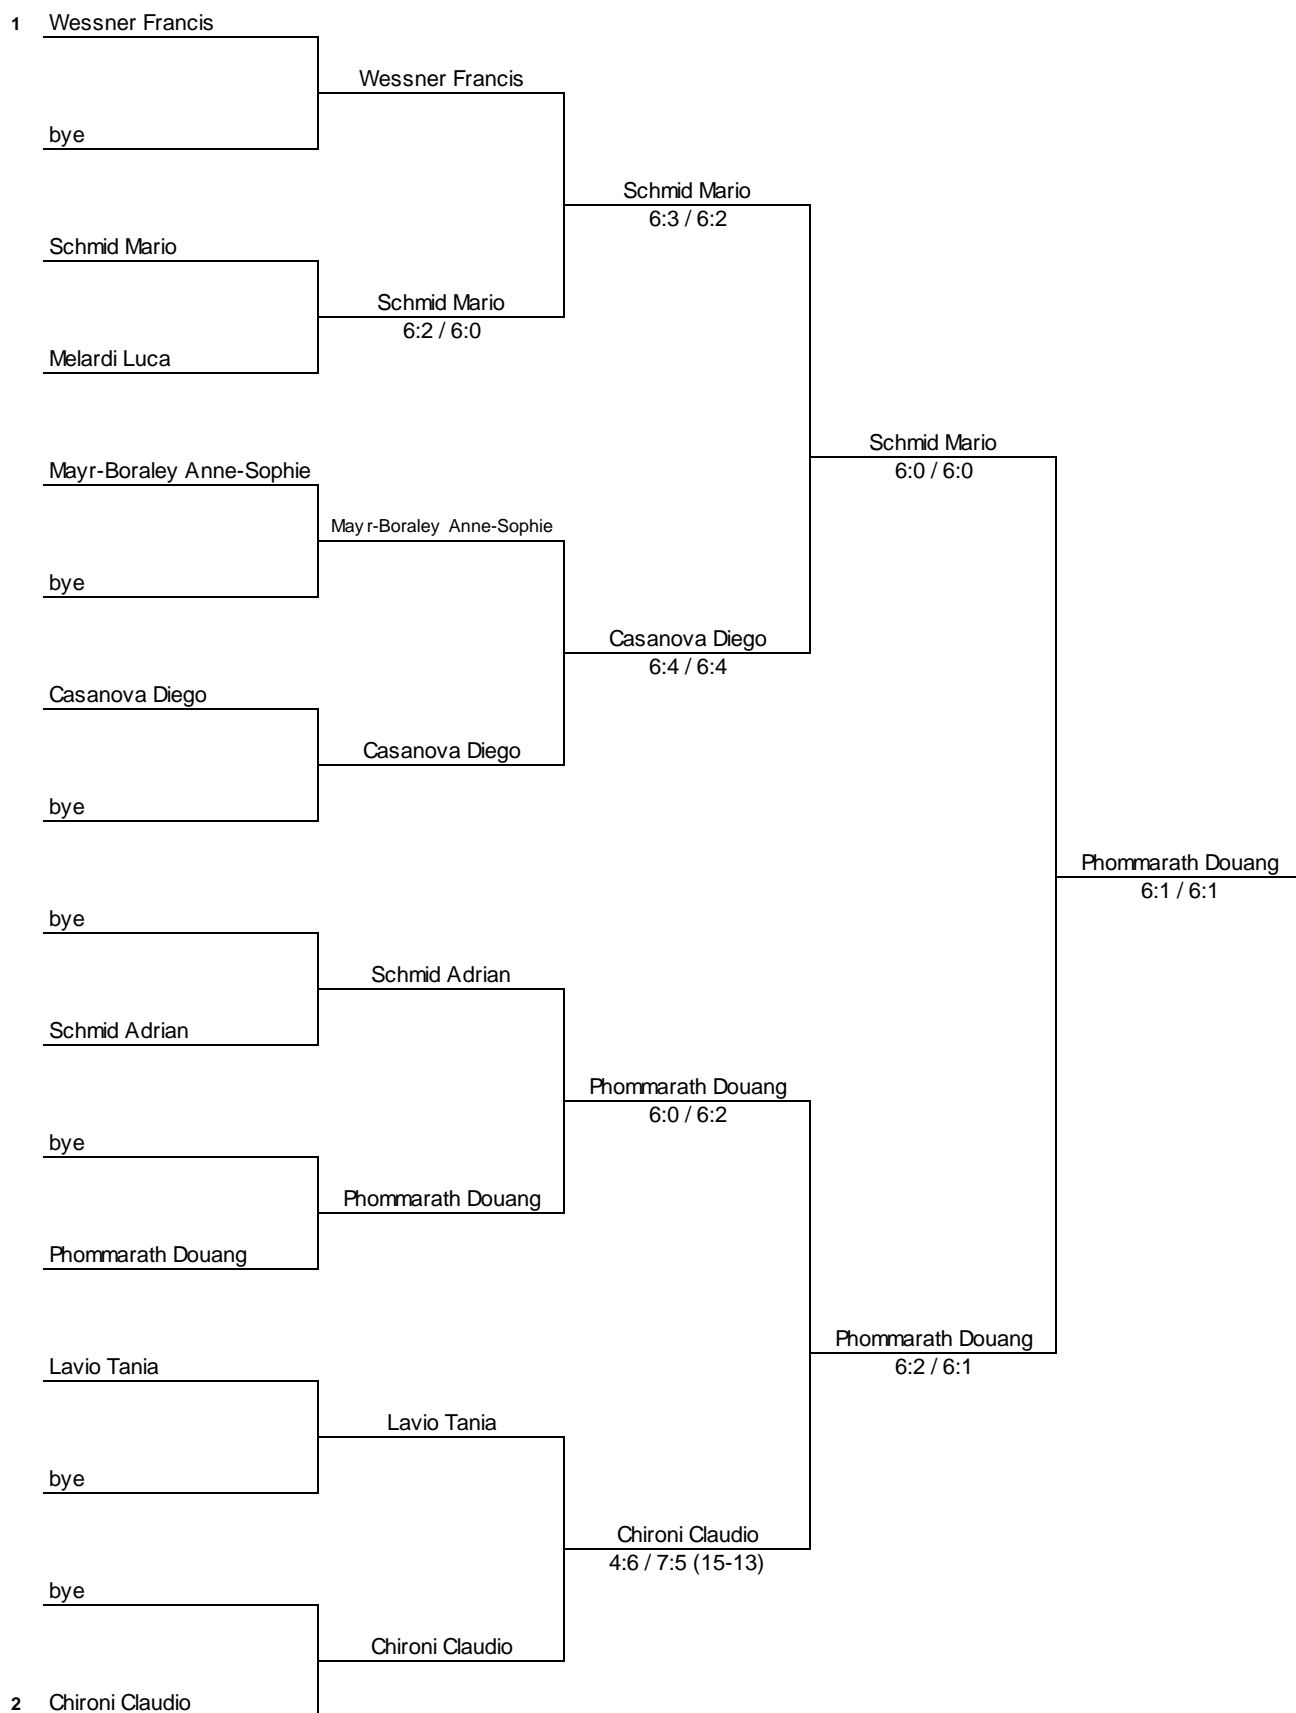 1 Wessner Francis
Wessner Francis
bye
Schmid Mario
6:3 / 6:2
Schmid Mario
Schmid Mario
6:2 / 6:0
Melardi Luca
Schmid Mario
6:0 / 6:0
Mayr-Boraley Anne-Sophie
Mayr-Boraley Anne-Sophie
bye
Casanova Diego
6:4 / 6:4
Casanova Diego
Casanova Diego
bye
Phommarath Douang
6:1 / 6:1
bye
Schmid Adrian
Schmid Adrian
Phommarath Douang
6:0 / 6:2
bye
Phommarath Douang
Phommarath Douang
Phommarath Douang
6:2 / 6:1
Lavio Tania
Lavio Tania
bye
Chironi Claudio
4:6 / 7:5 (15-13)
bye
Chironi Claudio
2 Chironi Claudio